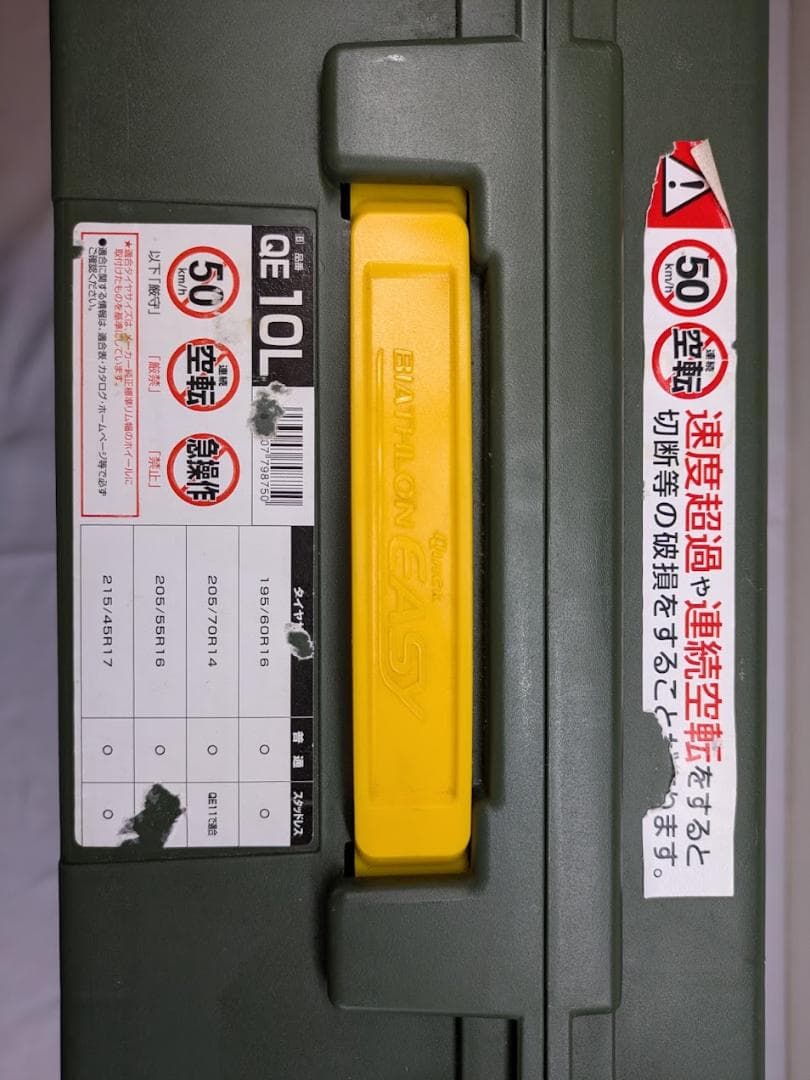 QE 10L
品番
07 798750
50
km/h
連続
空転
急操作
以下「厳守」
「厳禁」
「禁止」
★適合タイヤサイズは、メーカー純正標準リム幅のホイールに
取付けたものを基準にしています。
●適合に関する情報は、適合表・カタログ・ホームページ等で必ず
ご確認ください。
タイヤ
普通
スタッドレス
195/60R16
○
○
205/70R14
○
QE11で適合
205/55R16
○
215/45R17
○
○
Quick
BIATHLON EASY
50
km/h
連続
空転
速度超過や連続空転をすると
切断等の破損をすること
ます。